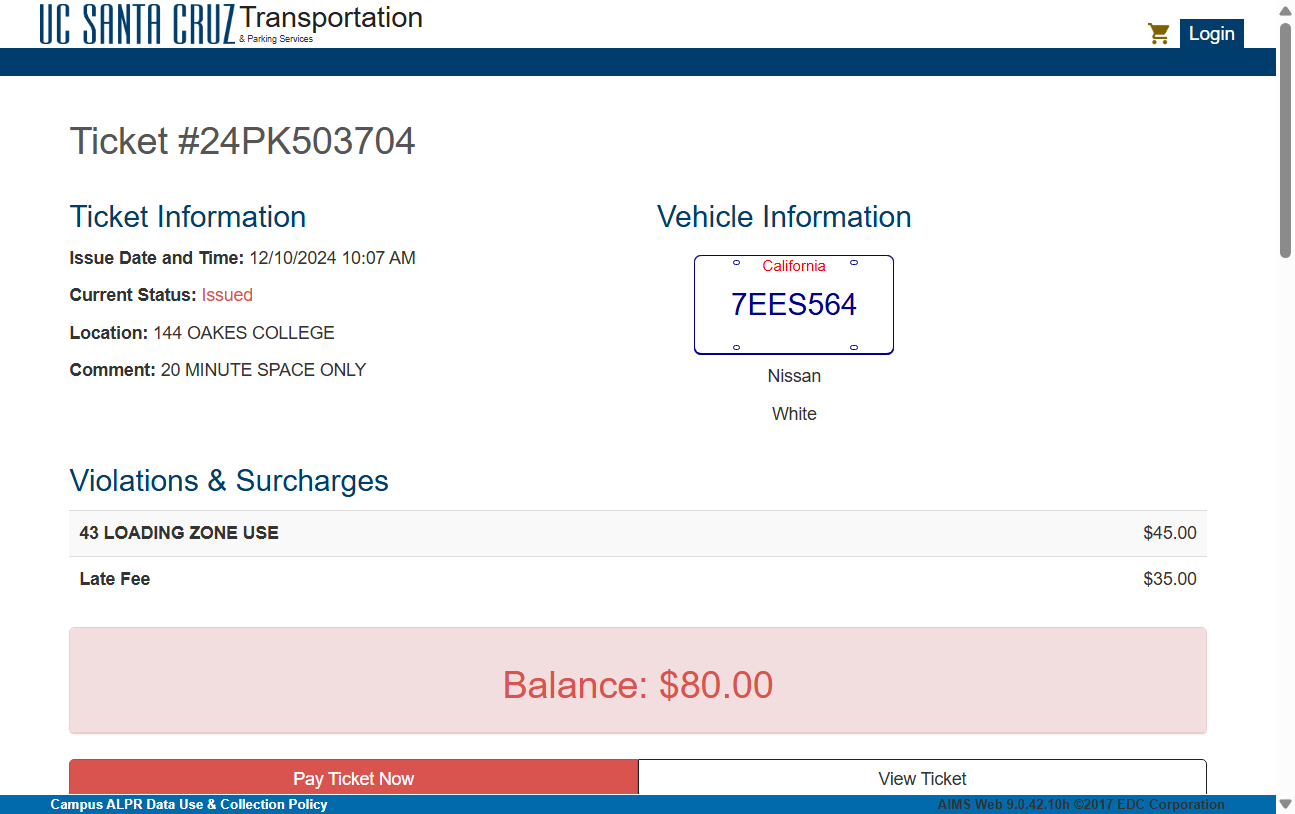 UC SANTA CRUZ Transportation
& Parking Services
Login
Ticket #24PK503704
Ticket Information
Issue Date and Time: 12/10/2024 10:07 AM
Current Status: Issued
Location: 144 OAKES COLLEGE
Comment: 20 MINUTE SPACE ONLY
Vehicle Information
California
7EES564
Nissan
White
Violations & Surcharges
43 LOADING ZONE USE $45.00
Late Fee $35.00
Balance: $80.00
Pay Ticket Now
View Ticket
Campus ALPR Data Use & Collection Policy
AIMS Web 9.0.42.10h ©2017 EDC Corporation